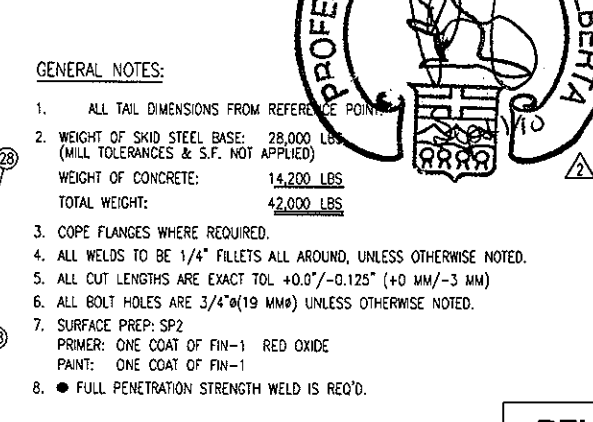 PROFE
BERTA
GENERAL NOTES:
1. ALL TAIL DIMENSIONS FROM REFERENCE POINT.
2. WEIGHT OF SKID STEEL BASE: 28,000 LBS
(MILL TOLERANCES & S.F. NOT APPLIED)
28
WEIGHT OF CONCRETE: 14,200 LBS
2
TOTAL WEIGHT: 42,000 LBS
3. COPE FLANGES WHERE REQUIRED.
4. ALL WELDS TO BE 1/4" FILLETS ALL AROUND, UNLESS OTHERWISE NOTED.
5. ALL CUT LENGTHS ARE EXACT TOL +0.0"/-0.125" (+0 MM/-3 MM)
6. ALL BOLT HOLES ARE 3/4"ø(19 MMø) UNLESS OTHERWISE NOTED.
7. SURFACE PREP: SP2
PRIMER: ONE COAT OF FIN-1 RED OXIDE
PAINT: ONE COAT OF FIN-1
8. ● FULL PENETRATION STRENGTH WELD IS REQ'D.